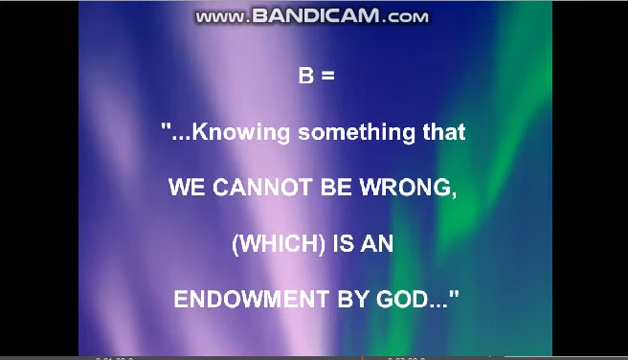 www.BANDICAM.com
B =
"...Knowing something that
WE CANNOT BE WRONG,
(WHICH) IS AN
ENDOWMENT BY GOD..."